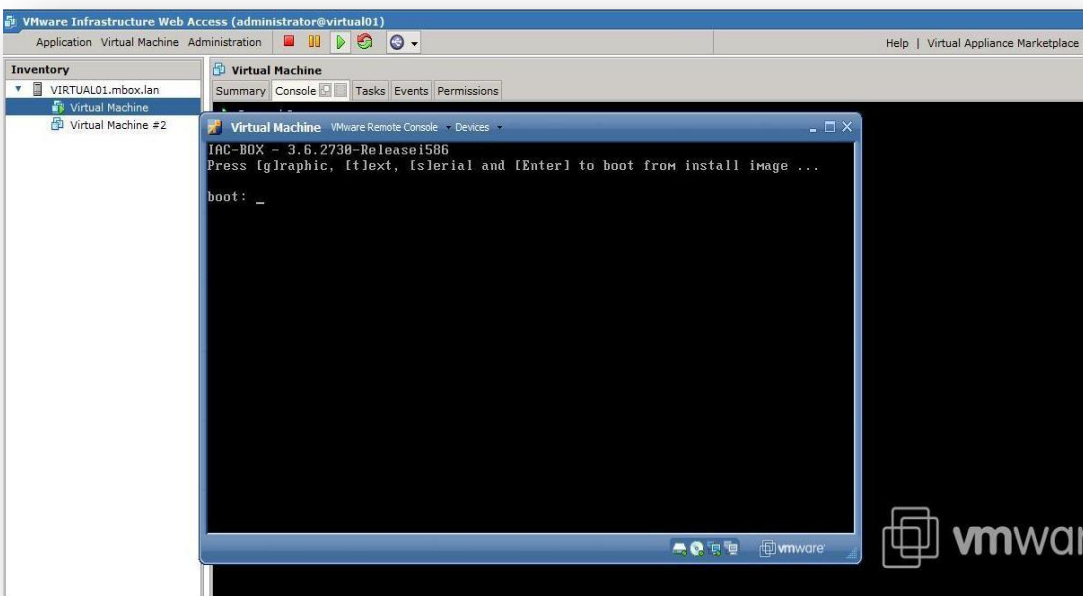 VMware Infrastructure Web Access (administrator@virtual01)
Application Virtual Machine Administration
Help | Virtual Appliance Marketplace
Inventory
VIRTUAL01.mbox.lan
Virtual Machine
Virtual Machine #2
Virtual Machine
Summary Console Tasks Events Permissions
Virtual Machine VMware Remote Console Devices
IAC-BOX - 3.6.2730-Releasei586
Press [g]raphic, [t]ext, [s]erial and [Enter] to boot from install image ...
boot: _
vmware
vmwar